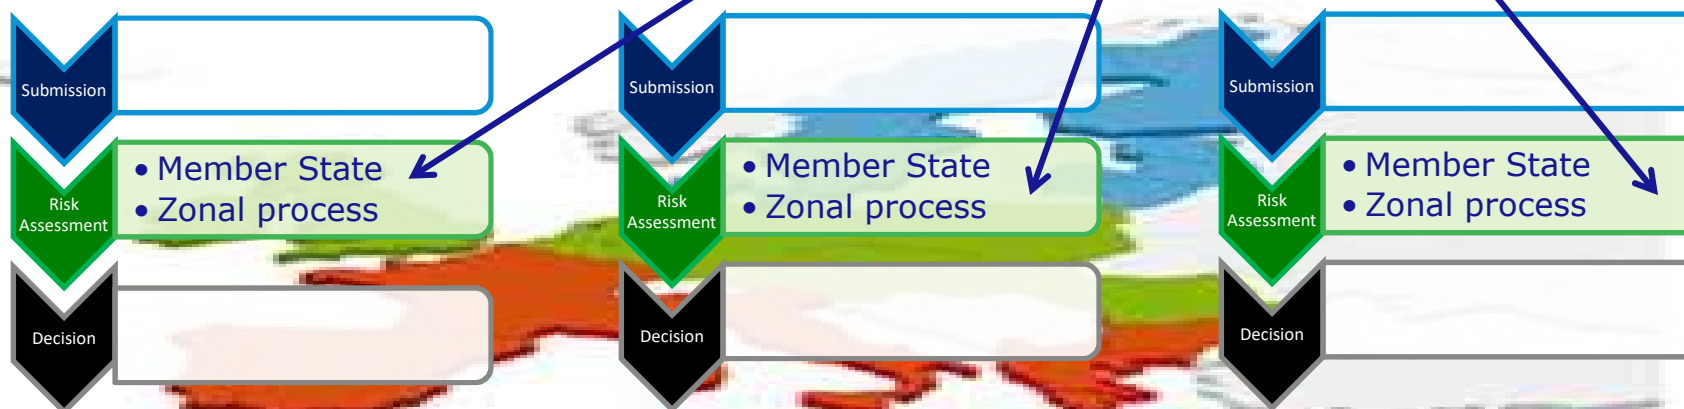 Submission
Risk
Assessment
• Member State
• Zonal process
Decision
Submission
Risk
Assessment
• Member State
• Zonal process
Decision
Submission
Risk
Assessment
• Member State
• Zonal process
Decision